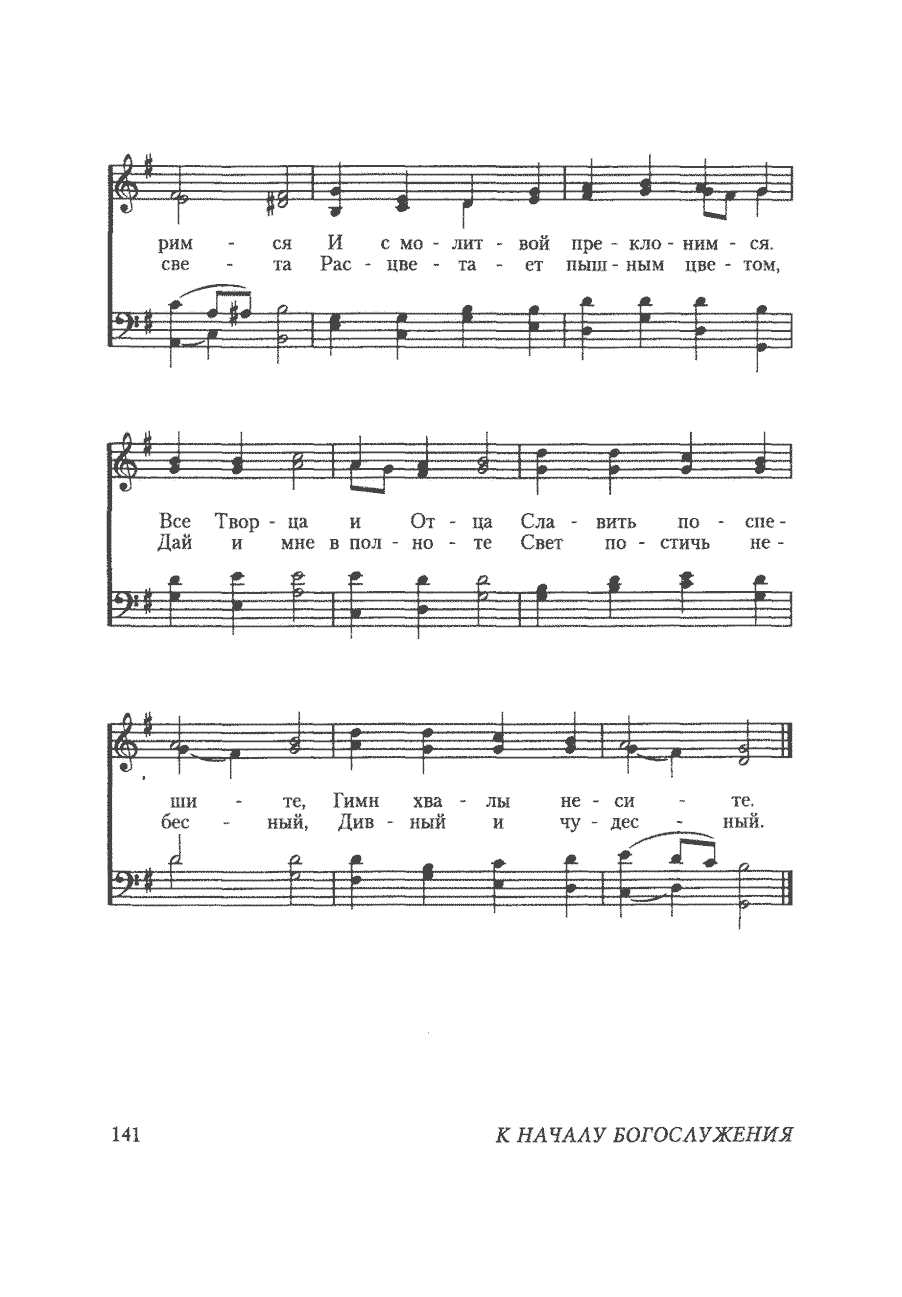 рим - ся И с мо - лит - вой пре - кло - ним - ся.
све - та Рас - цве - та - ет пыш - ным цве - том,
Все Твор - ца и От - ца Сла - вить по - спе -
Дай и мне в пол - но - те Свет по - стичь не -
ши - те, Гимн хва - лы не - си - те.
бес - ный, Див - ный и чу - дес - ный.
141 К НАЧАЛУ БОГОСЛУЖЕНИЯ